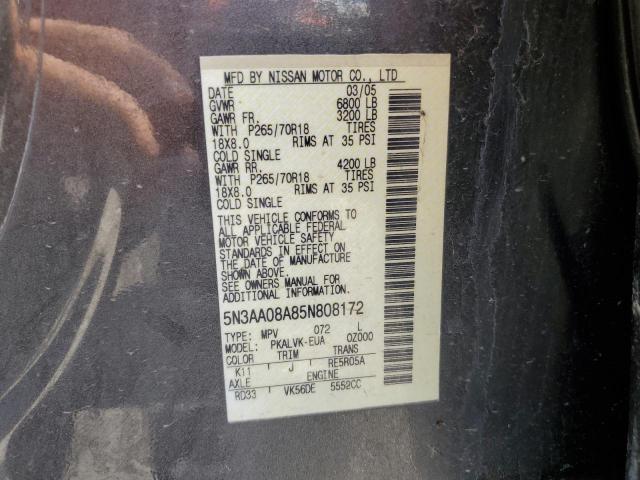 MFD BY NISSAN MOTOR CO., LTD
DATE 03/05
GVWR 6800 LB
GAWR FR. 3200 LB
WITH P265/70R18 TIRES
18X8.0 RIMS AT 35 PSI
COLD SINGLE
GAWR RR. 4200 LB
WITH P265/70R18 TIRES
18X8.0 RIMS AT 35 PSI
COLD SINGLE
THIS VEHICLE CONFORMS TO
ALL APPLICABLE FEDERAL
MOTOR VEHICLE SAFETY
STANDARDS IN EFFECT ON
THE DATE OF MANUFACTURE
SHOWN ABOVE.
SEE OWNERS MANUAL FOR
ADDITIONAL INFORMATION
5N3AA08A85N808172
TYPE: MPV 072 L
MODEL: PKALVK-EUA 0Z000
COLOR TRIM TRANS
K11 J RE5R05A
AXLE ENGINE
RD33 VK56DE 5552CC